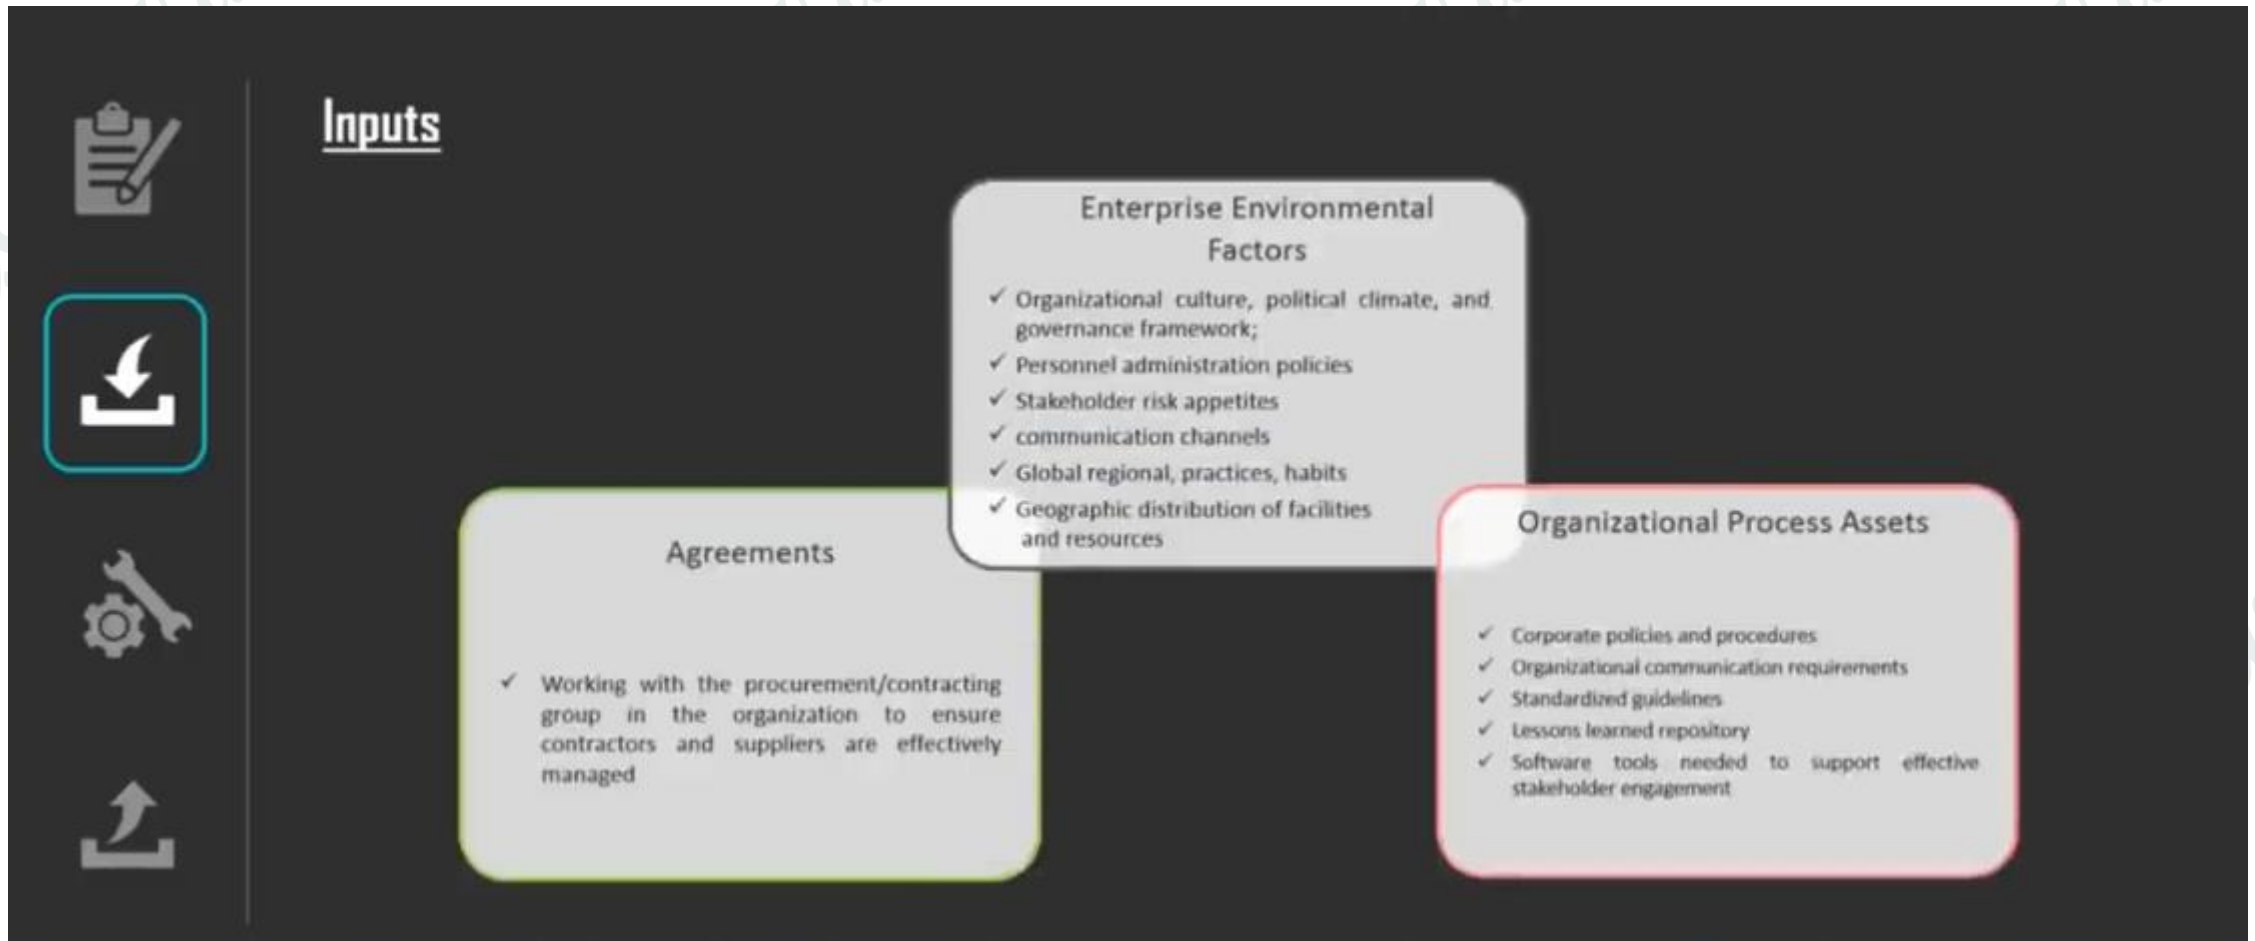 Inputs
Enterprise Environmental
Factors
✓ Organizational culture, political climate, and
governance framework;
✓ Personnel administration policies
✓ Stakeholder risk appetites
✓ communication channels
✓ Global regional, practices, habits
✓ Geographic distribution of facilities
and resources
Agreements
✓ Working with the procurement/contracting
group in the organization to ensure
contractors and suppliers are effectively
managed
Organizational Process Assets
✓ Corporate policies and procedures
✓ Organizational communication requirements
✓ Standardized guidelines
✓ Lessons learned repository
✓ Software tools needed to support effective
stakeholder engagement